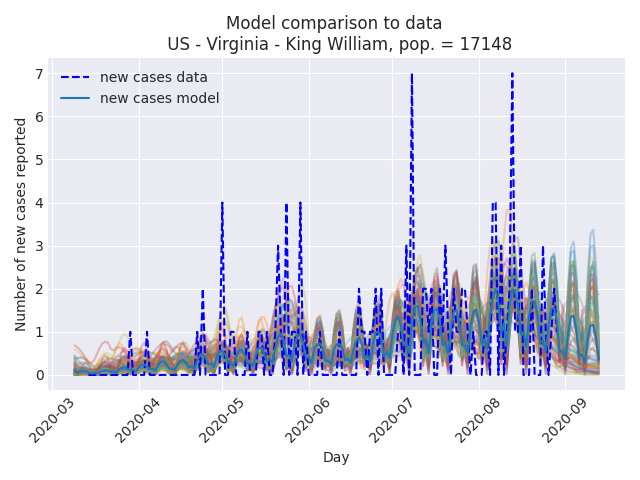 Model comparison to data
US - Virginia - King William, pop. = 17148
new cases data
new cases model
Number of new cases reported
7
6
5
4
3
2
1
0
2020-03
2020-04
2020-05
2020-06
2020-07
2020-08
2020-09
Day